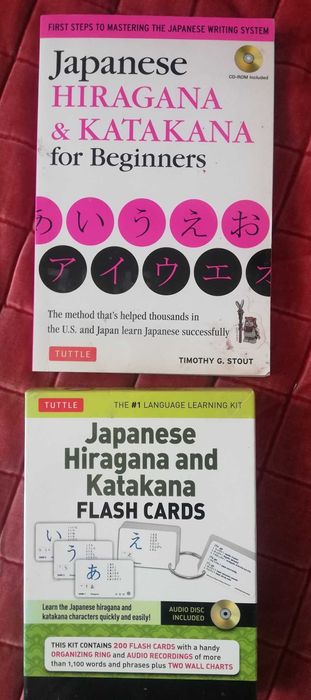 FIRST STEPS TO MASTERING THE JAPANESE WRITING SYSTEM
Japanese
HIRAGANA
& KATAKANA
for Beginners
CD-ROM Included
あいうえお
アイウエオ
The method that's helped thousands in
the U.S. and Japan learn Japanese successfully
TUTTLE
TIMOTHY G. STOUT
TUTTLE
THE #1 LANGUAGE LEARNING KIT
Japanese
Hiragana and
Katakana
FLASH CARDS
い
う
あ
え
Learn the Japanese hiragana and
katakana characters quickly and easily!
AUDIO DISC
INCLUDED
THIS KIT CONTAINS 200 FLASH CARDS with a handy
ORGANIZING RING and AUDIO RECORDINGS of more
than 1,100 words and phrases plus TWO WALL CHARTS